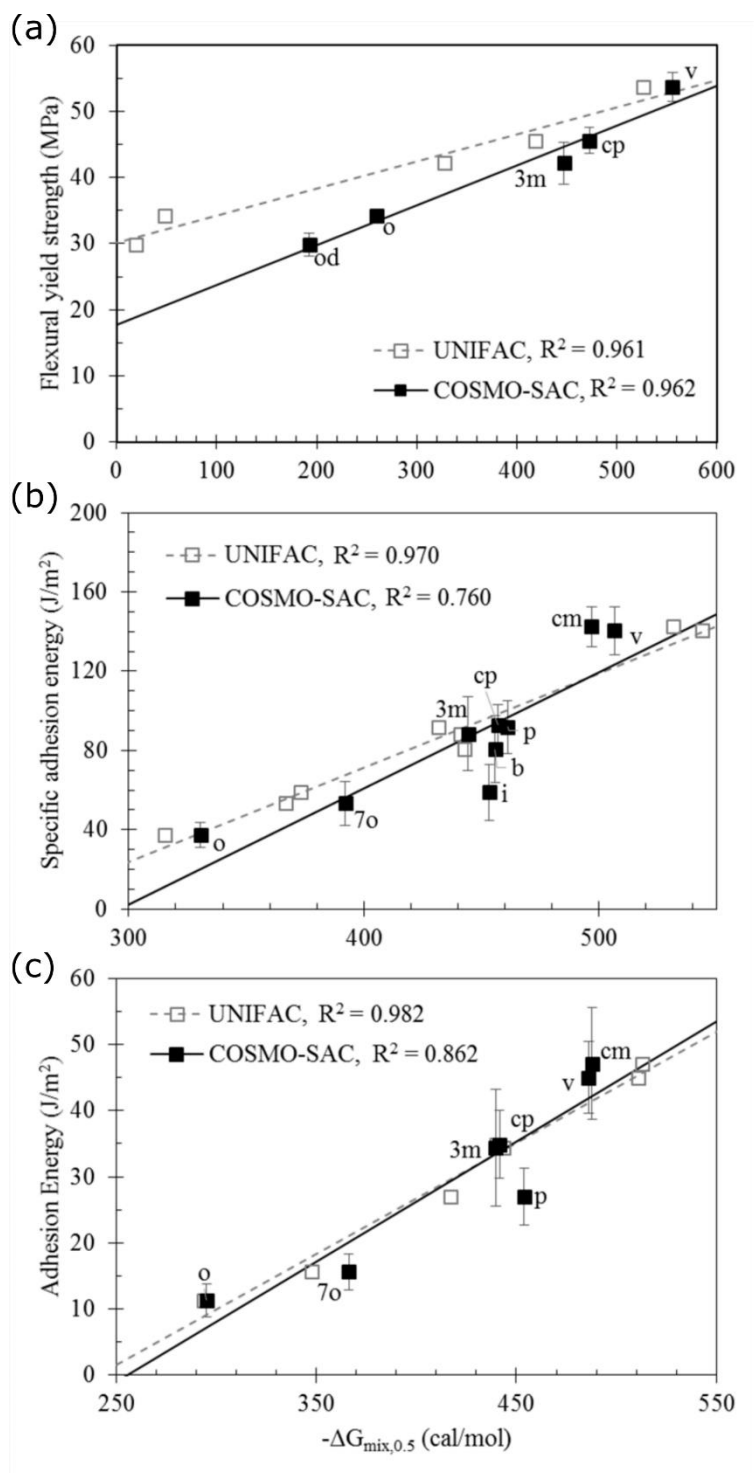 (a)
60
50
40
30
20
10
0
Flexural yield strength (MPa)
v
cp
3m
o
od
UNIFAC, R² = 0.961
COSMO-SAC, R² = 0.962
0 100 200 300 400 500 600
(b)
200
160
120
80
40
0
Specific adhesion energy (J/m²)
UNIFAC, R² = 0.970
COSMO-SAC, R² = 0.760
cm
v
cp
3m
p
b
i
7o
o
300 400 500
(c)
60
50
40
30
20
10
0
Adhesion Energy (J/m²)
UNIFAC, R² = 0.982
COSMO-SAC, R² = 0.862
cm
v
cp
3m
p
o
7o
250 350 450 550
-ΔGmix,0.5 (cal/mol)